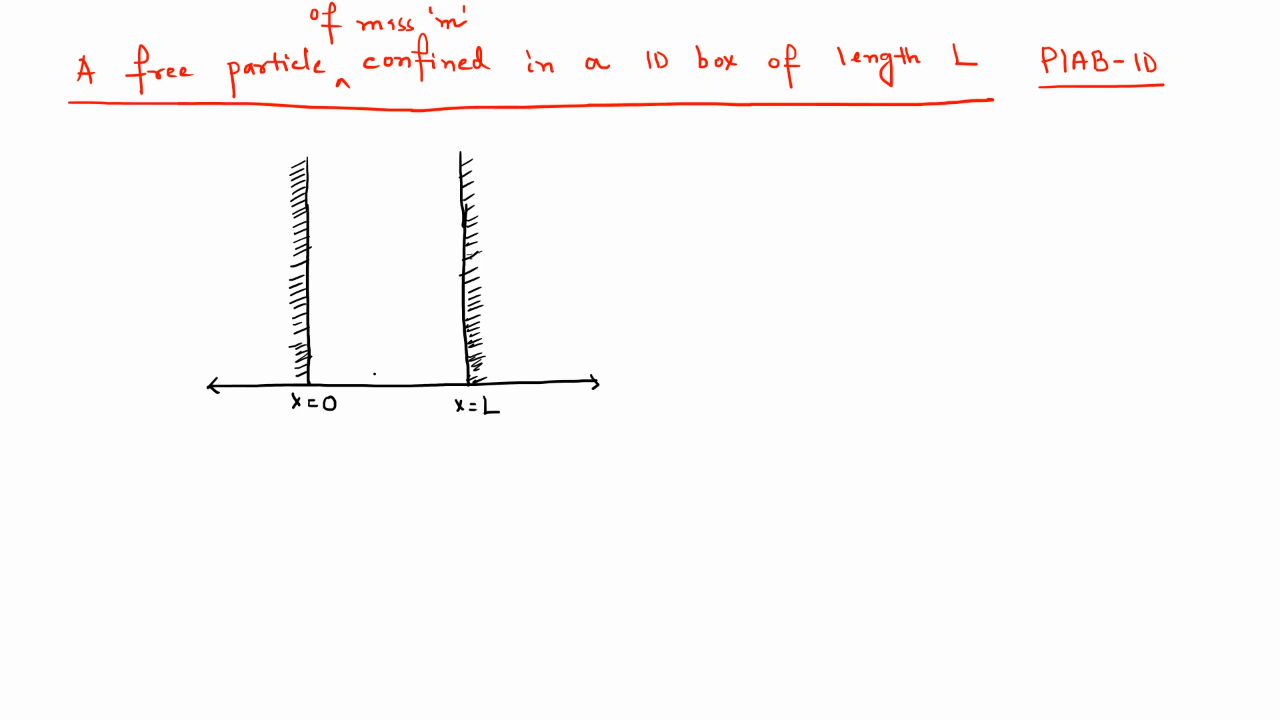 of mass 'm'
A free particle ^ confined in a 1D box of length L PIAB-1D
x=0 x=L